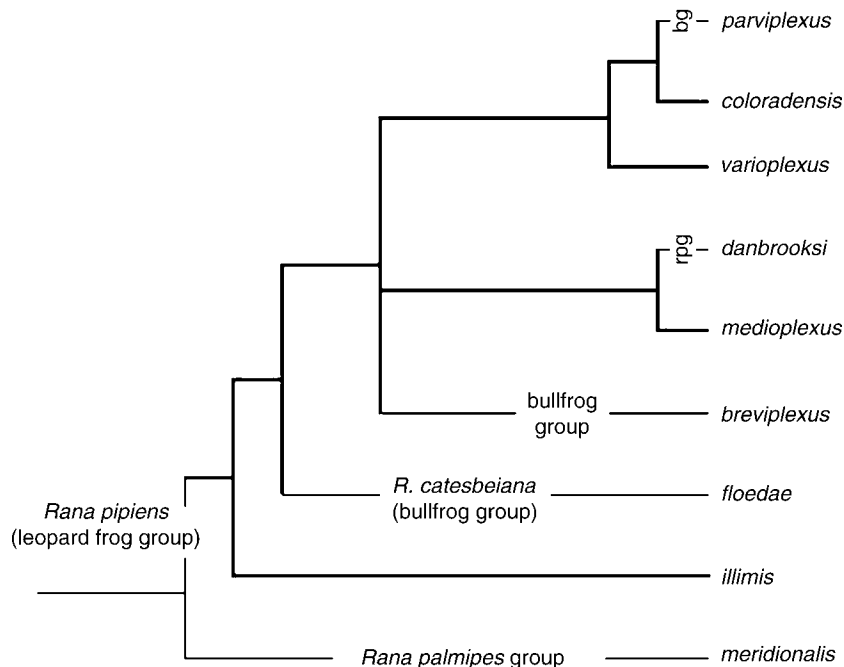 bg
parviplexus
coloradensis
varioplexus
rpg
danbrooksi
medioplexus
bullfrog
group
breviplexus
R. catesbeiana
(bullfrog group)
floedae
Rana pipiens
(leopard frog group)
illimis
Rana palmipes group
meridionalis